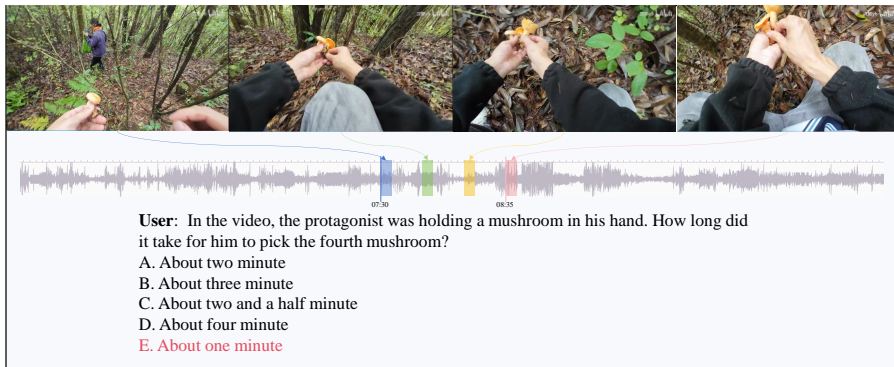 07:30
08:35
User: In the video, the protagonist was holding a mushroom in his hand. How long did
it take for him to pick the fourth mushroom?
A. About two minute
B. About three minute
C. About two and a half minute
D. About four minute
E. About one minute